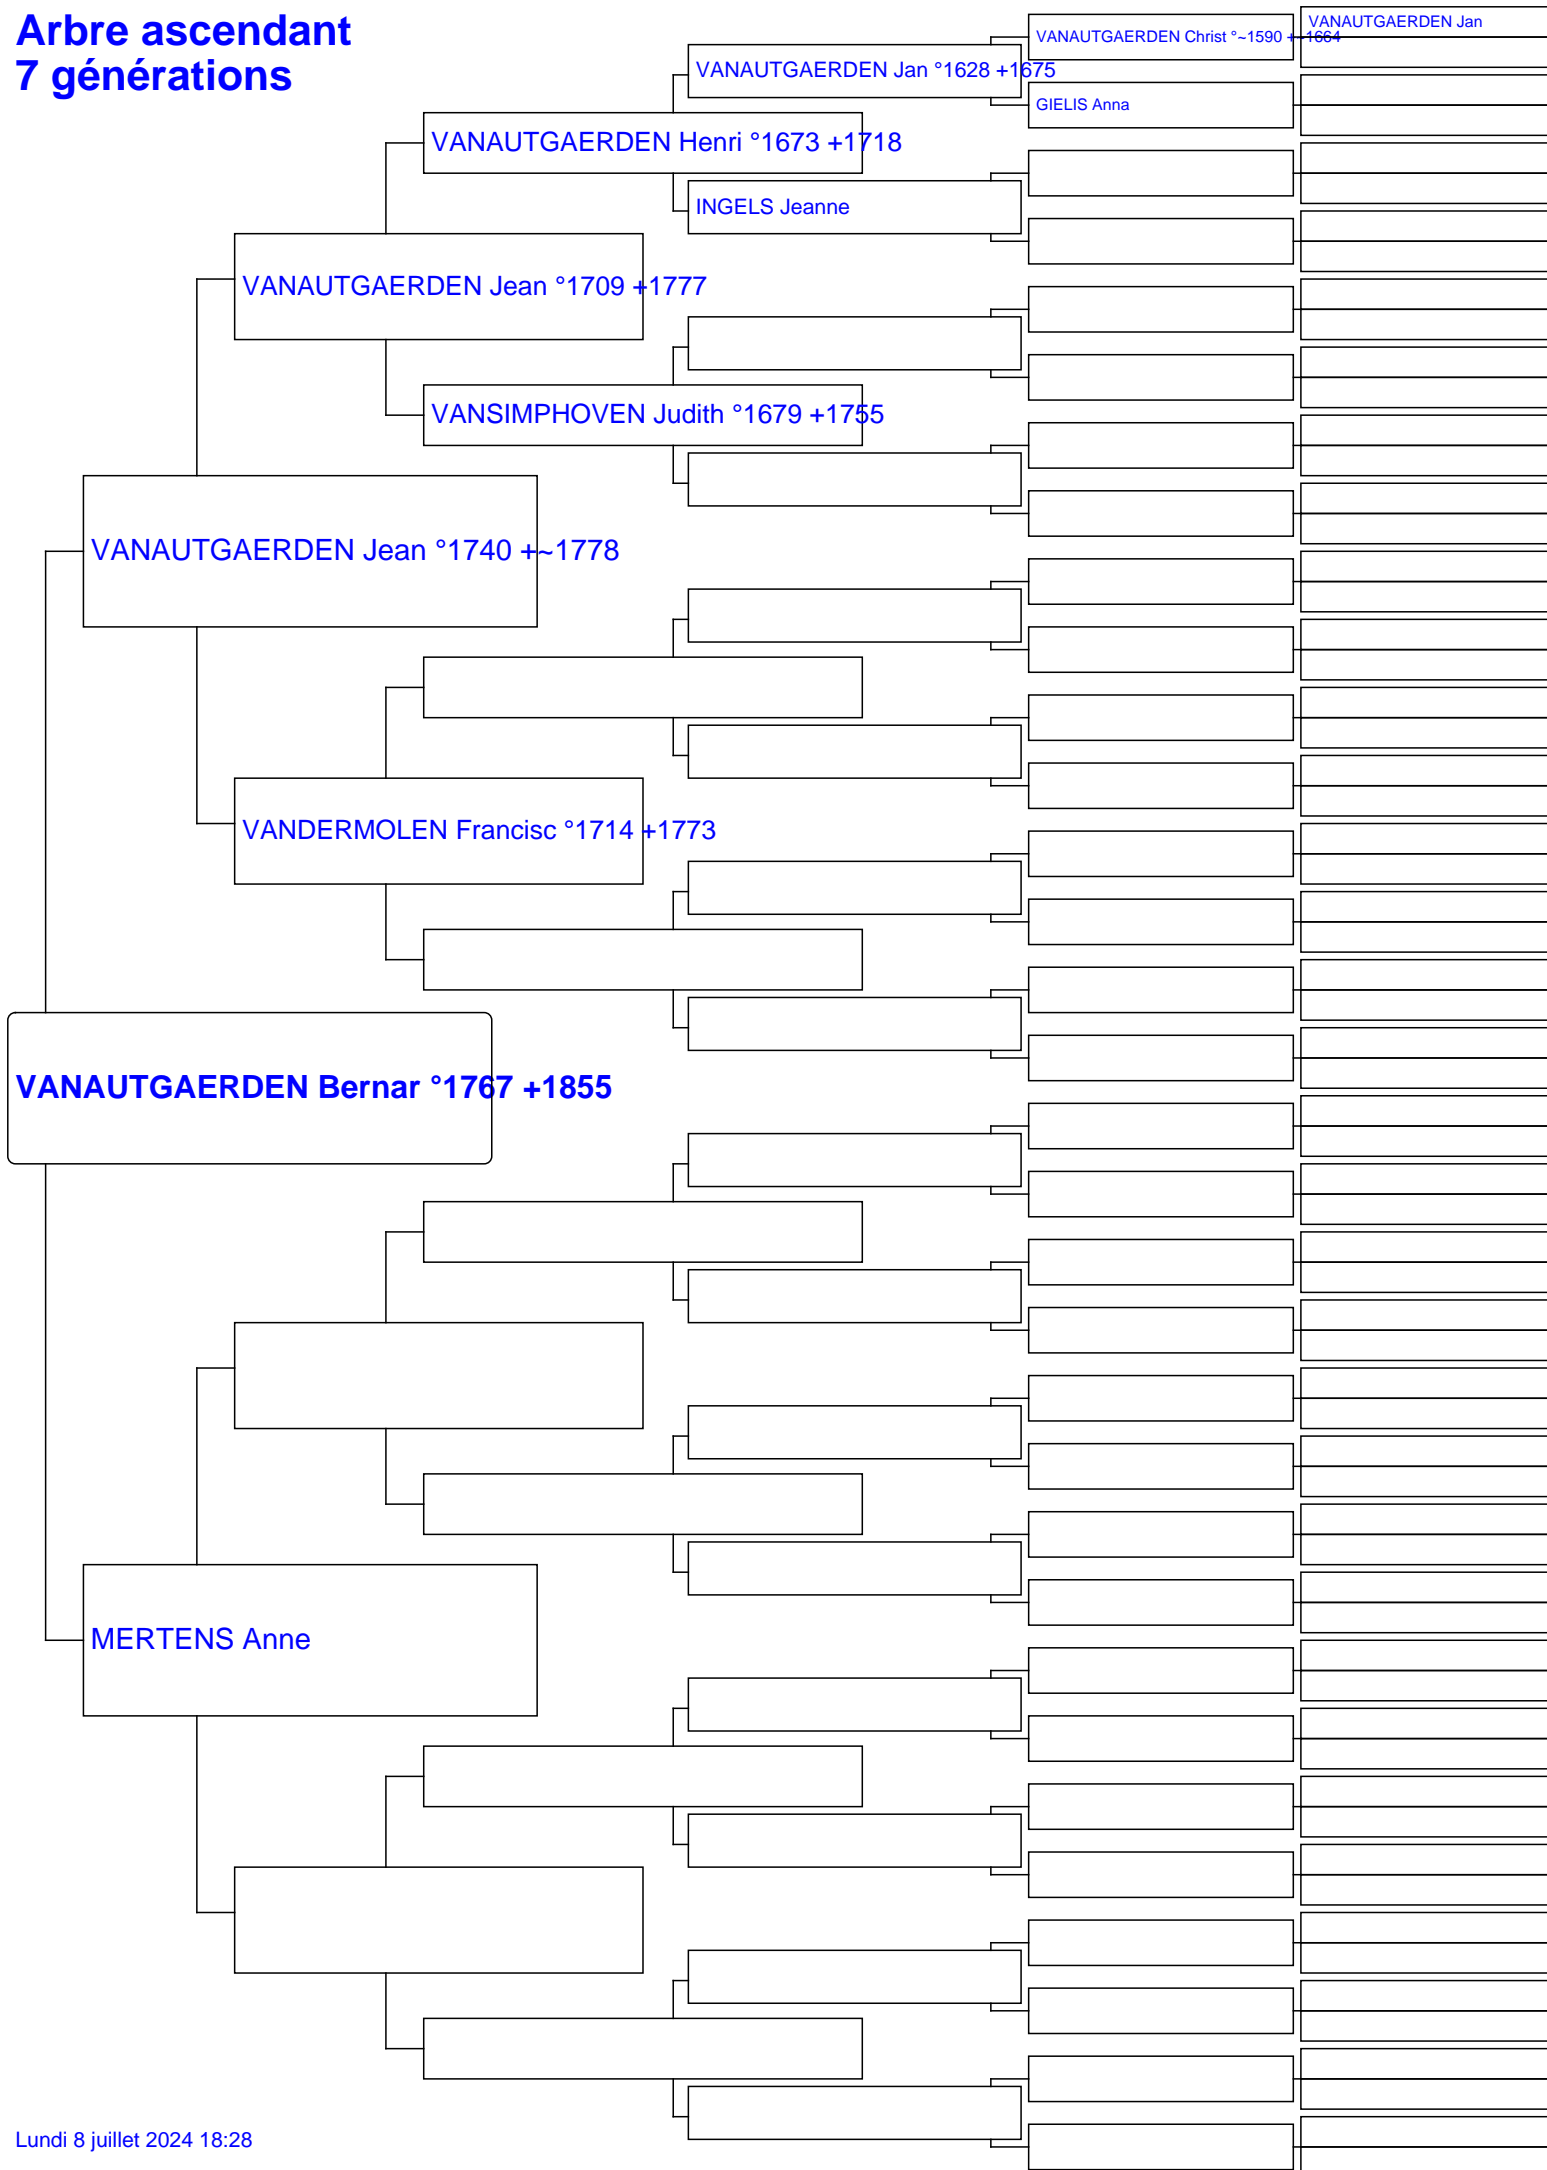 Arbre ascendant
7 générations
VANAUTGAERDEN Jan
VANAUTGAERDEN Christ °~1590 +~1664
VANAUTGAERDEN Jan °1628 +1675
GIELIS Anna
VANAUTGAERDEN Henri °1673 +1718
INGELS Jeanne
VANAUTGAERDEN Jean °1709 +1777
VANSIMPHOVEN Judith °1679 +1755
VANAUTGAERDEN Jean °1740 +~1778
VANDERMOLEN Francisc °1714 +1773
VANAUTGAERDEN Bernar °1767 +1855
MERTENS Anne
Lundi 8 juillet 2024 18:28